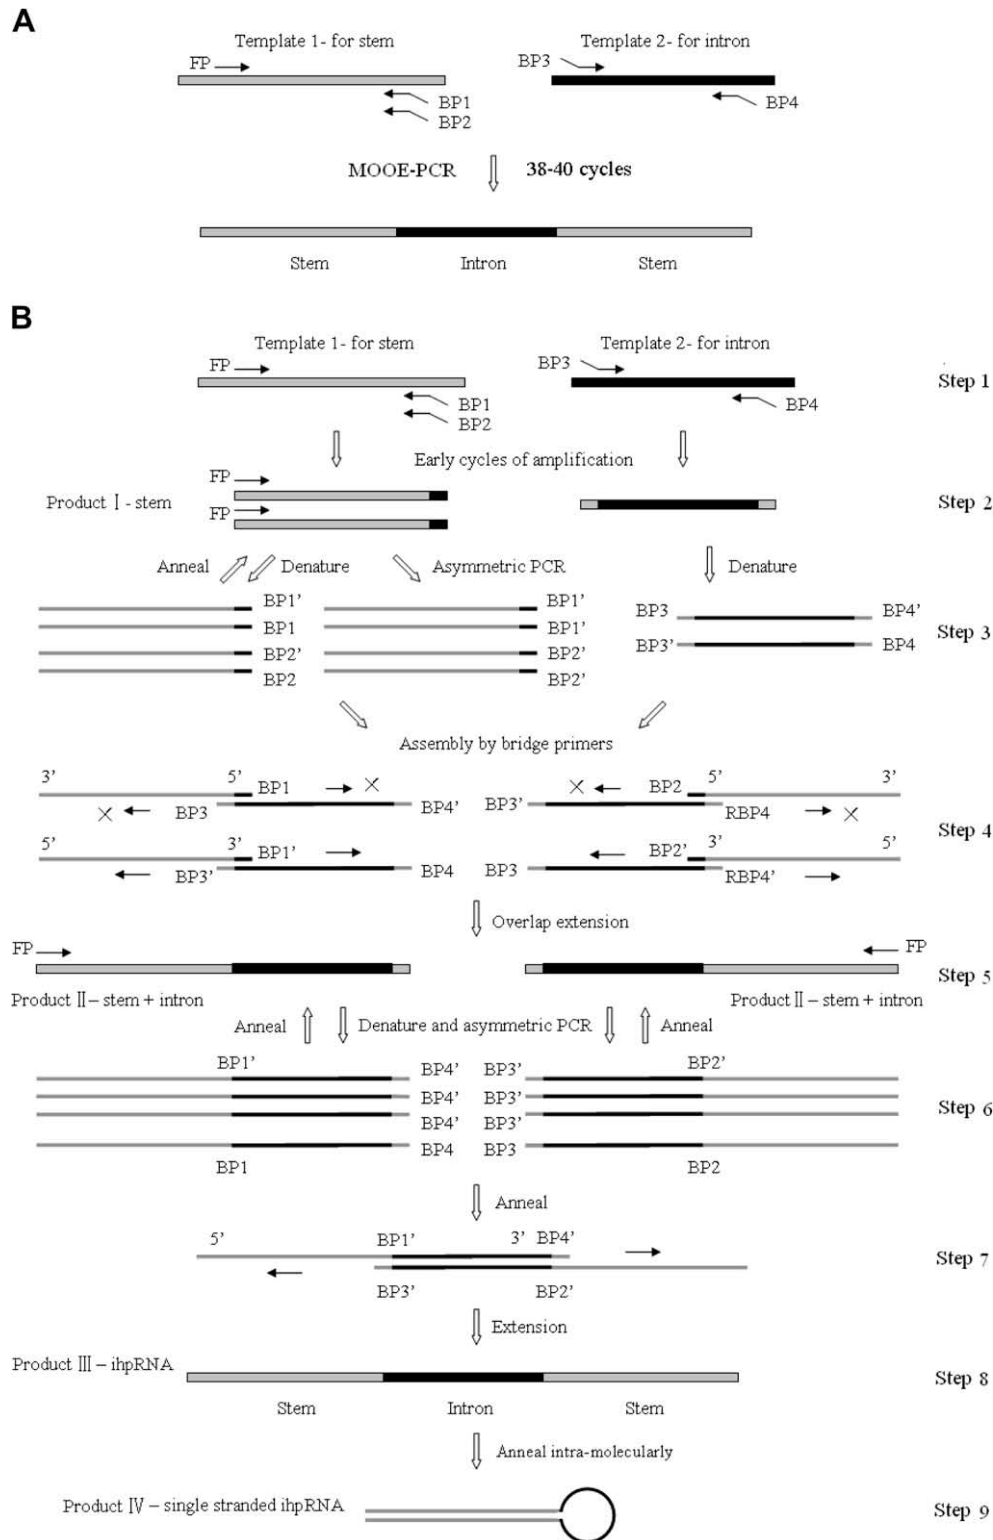 A
Template 1- for stem
Template 2- for intron
FP
BP3
BP1
BP2
BP4
MOOE-PCR
38-40 cycles
Stem
Intron
Stem
B
Template 1- for stem
Template 2- for intron
FP
BP3
Step 1
BP1
BP2
BP4
Early cycles of amplification
FP
Product Ⅰ - stem
FP
Step 2
Anneal
Denature
Asymmetric PCR
Denature
BP1'
BP1
BP2'
BP2
BP1'
BP1'
BP2'
BP2'
BP3
BP4'
BP3'
BP4
Step 3
Assembly by bridge primers
3'
5'
BP1
BP3
BP4'
BP3'
BP2
5'
3'
RBP4
Step 4
5'
3'
BP1'
BP3'
BP4
BP3
BP2'
3'
5'
RBP4'
Overlap extension
FP
FP
Step 5
Product Ⅱ – stem + intron
Product Ⅱ – stem + intron
Anneal
Denature and asymmetric PCR
Anneal
BP1'
BP4'
BP3'
BP2'
BP4'
BP3'
BP4'
BP3'
Step 6
BP4
BP3
BP1
BP2
Anneal
5'
BP1'
3'
BP4'
Step 7
BP3'
BP2'
Extension
Product Ⅲ – ihpRNA
Step 8
Stem
Intron
Stem
Anneal intra-molecularly
Product Ⅳ – single stranded ihpRNA
Step 9